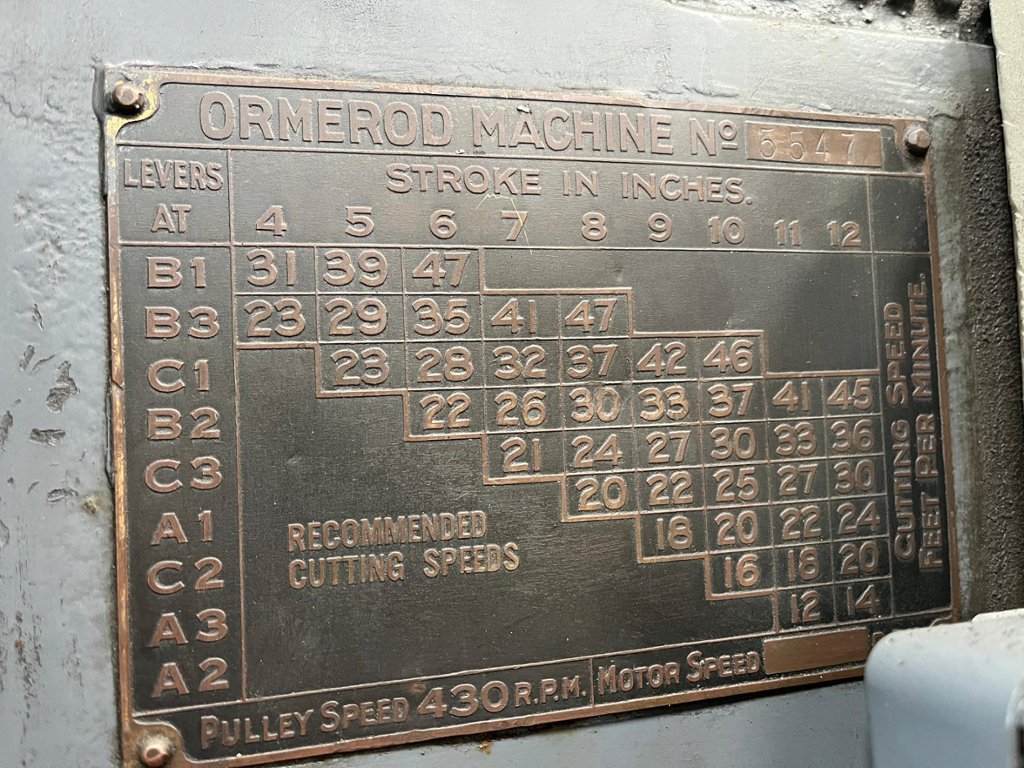 ORMEROD MACHINE Nº 5547
LEVERS AT STROKE IN INCHES.
4 5 6 7 8 9 10 11 12
B1 31 39 47
B3 23 29 35 41 47
C1 23 28 32 37 42 46
B2 22 26 30 33 37 41 45
C3 21 24 27 30 33 36
A1 20 22 25 27 30
C2 18 20 22 24
A3 16 18 20
A2 12 14
CUTTING SPEED
FEET PER MINUTE.
RECOMMENDED
CUTTING SPEEDS
PULLEY SPEED 430 R.P.M. MOTOR SPEED